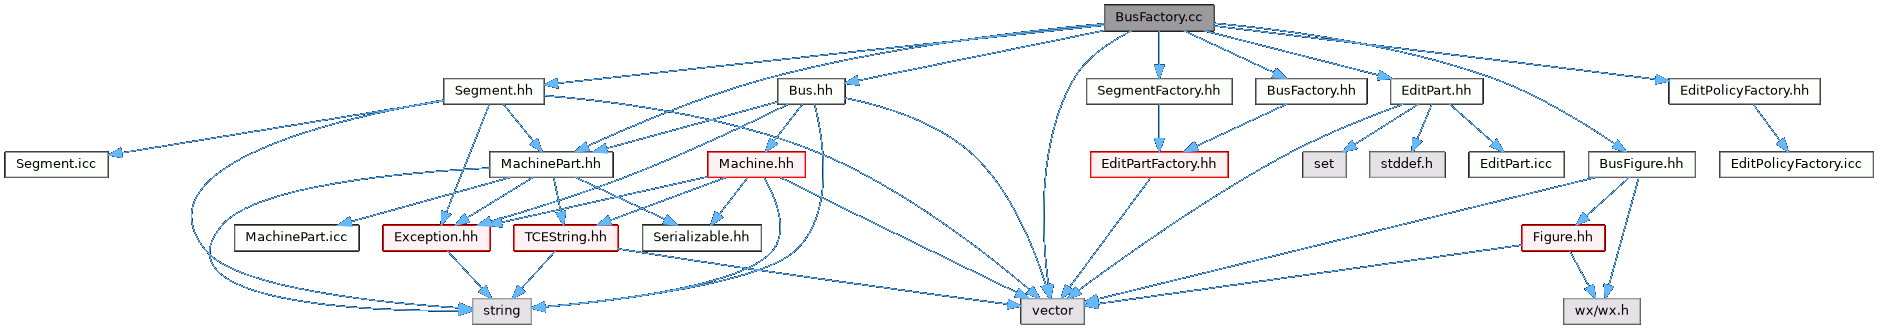 BusFactory.cc
Segment.hh
Bus.hh
SegmentFactory.hh
BusFactory.hh
EditPart.hh
EditPolicyFactory.hh
Segment.icc
MachinePart.hh
Machine.hh
EditPartFactory.hh
set
stddef.h
EditPart.icc
BusFigure.hh
EditPolicyFactory.icc
MachinePart.icc
Exception.hh
TCEString.hh
Serializable.hh
Figure.hh
string
vector
wx/wx.h